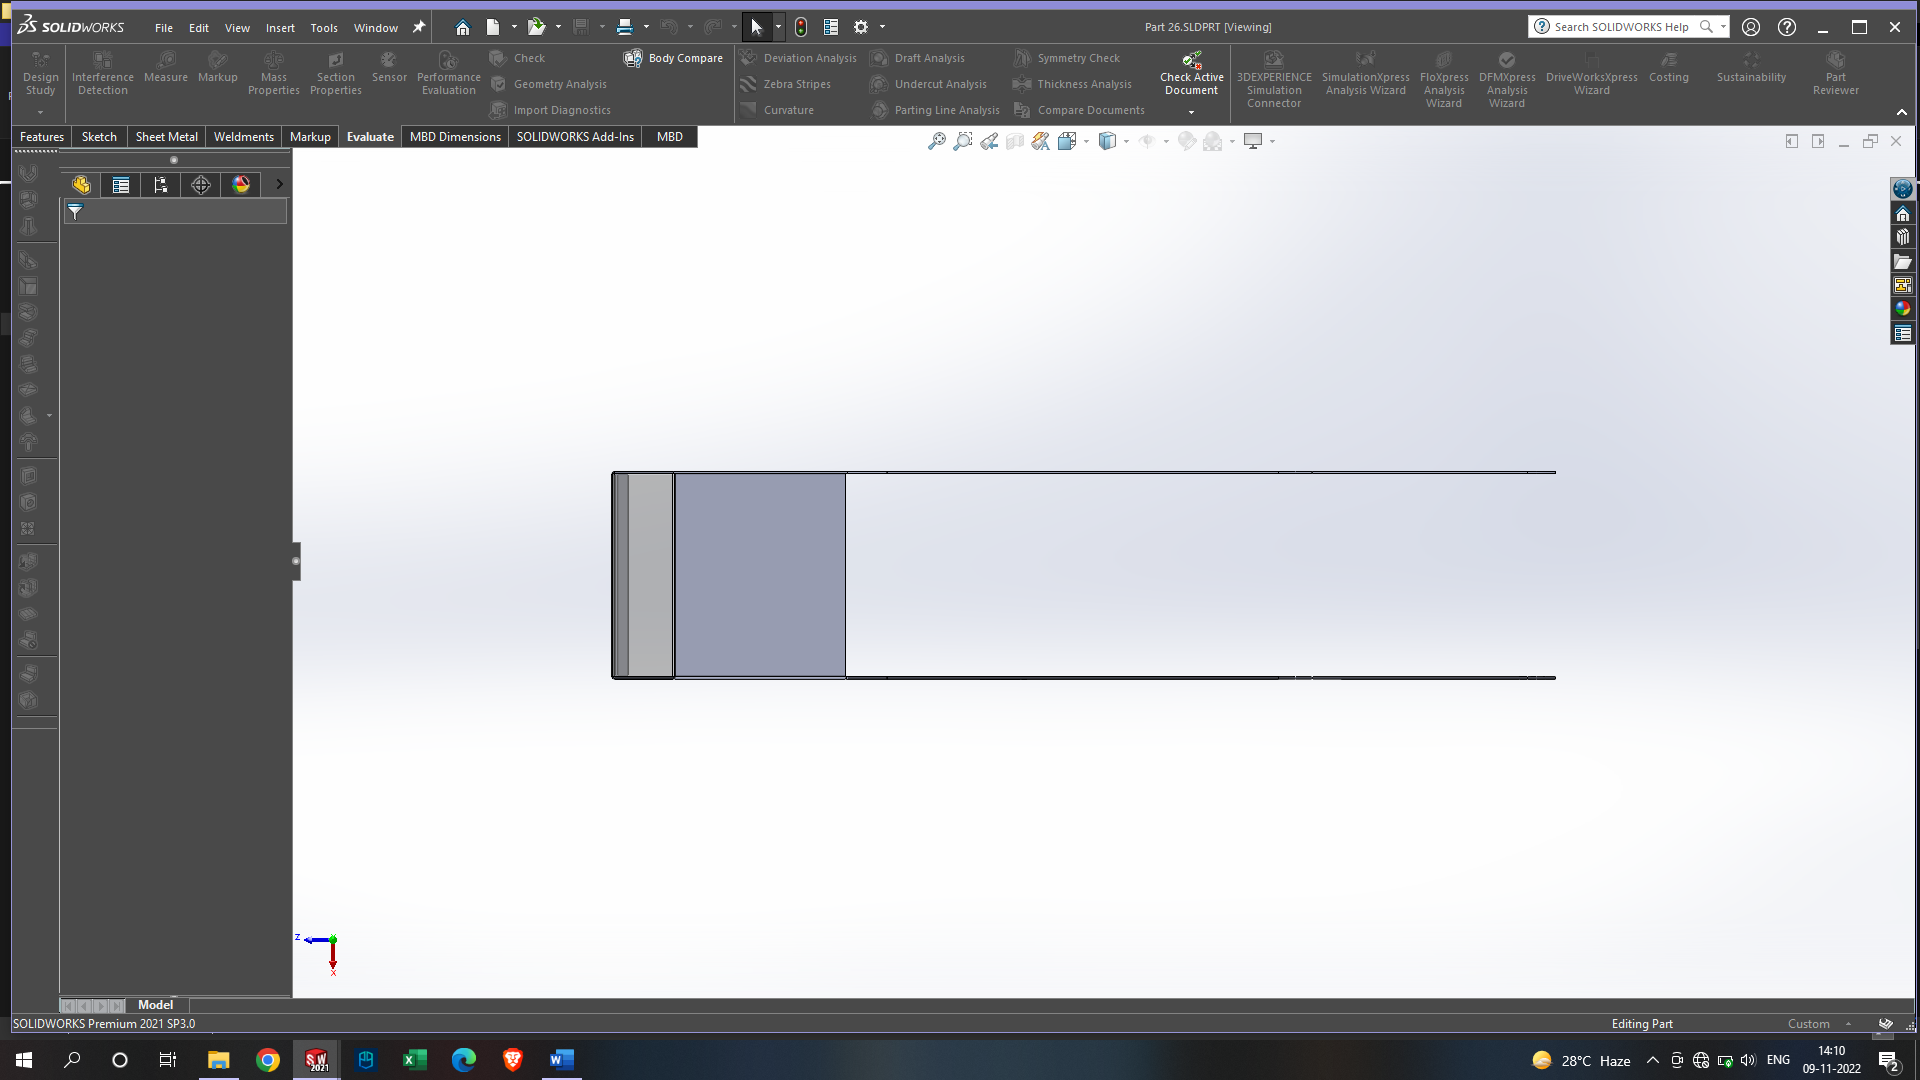 SOLIDWORKS File Edit View Insert Tools Window Part 26.SLDPRT [Viewing] Search SOLIDWORKS Help
Design Study
Interference Detection
Measure
Markup
Mass Properties
Section Properties
Sensor
Performance Evaluation
Check
Geometry Analysis
Import Diagnostics
Body Compare
Deviation Analysis
Zebra Stripes
Curvature
Draft Analysis
Undercut Analysis
Parting Line Analysis
Symmetry Check
Thickness Analysis
Compare Documents
Check Active Document
3DEXPERIENCE Simulation Connector
SimulationXpress Analysis Wizard
FloXpress Analysis Wizard
DFMXpress Analysis Wizard
DriveWorksXpress Wizard
Costing
Sustainability
Part Reviewer
Features Sketch Sheet Metal Weldments Markup Evaluate MBD Dimensions SOLIDWORKS Add-Ins MBD
Z
X
Model
SOLIDWORKS Premium 2021 SP3.0 Editing Part Custom
SW 2021
28°C Haze ENG
14:10
09-11-2022
2